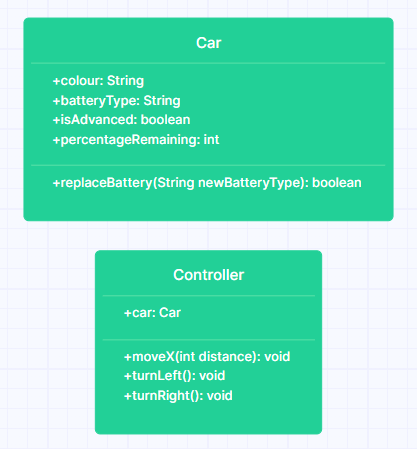 Car
+colour: String
+batteryType: String
+isAdvanced: boolean
+percentageRemaining: int
+replaceBattery(String newBatteryType): boolean
Controller
+car: Car
+moveX(int distance): void
+turnLeft(): void
+turnRight(): void